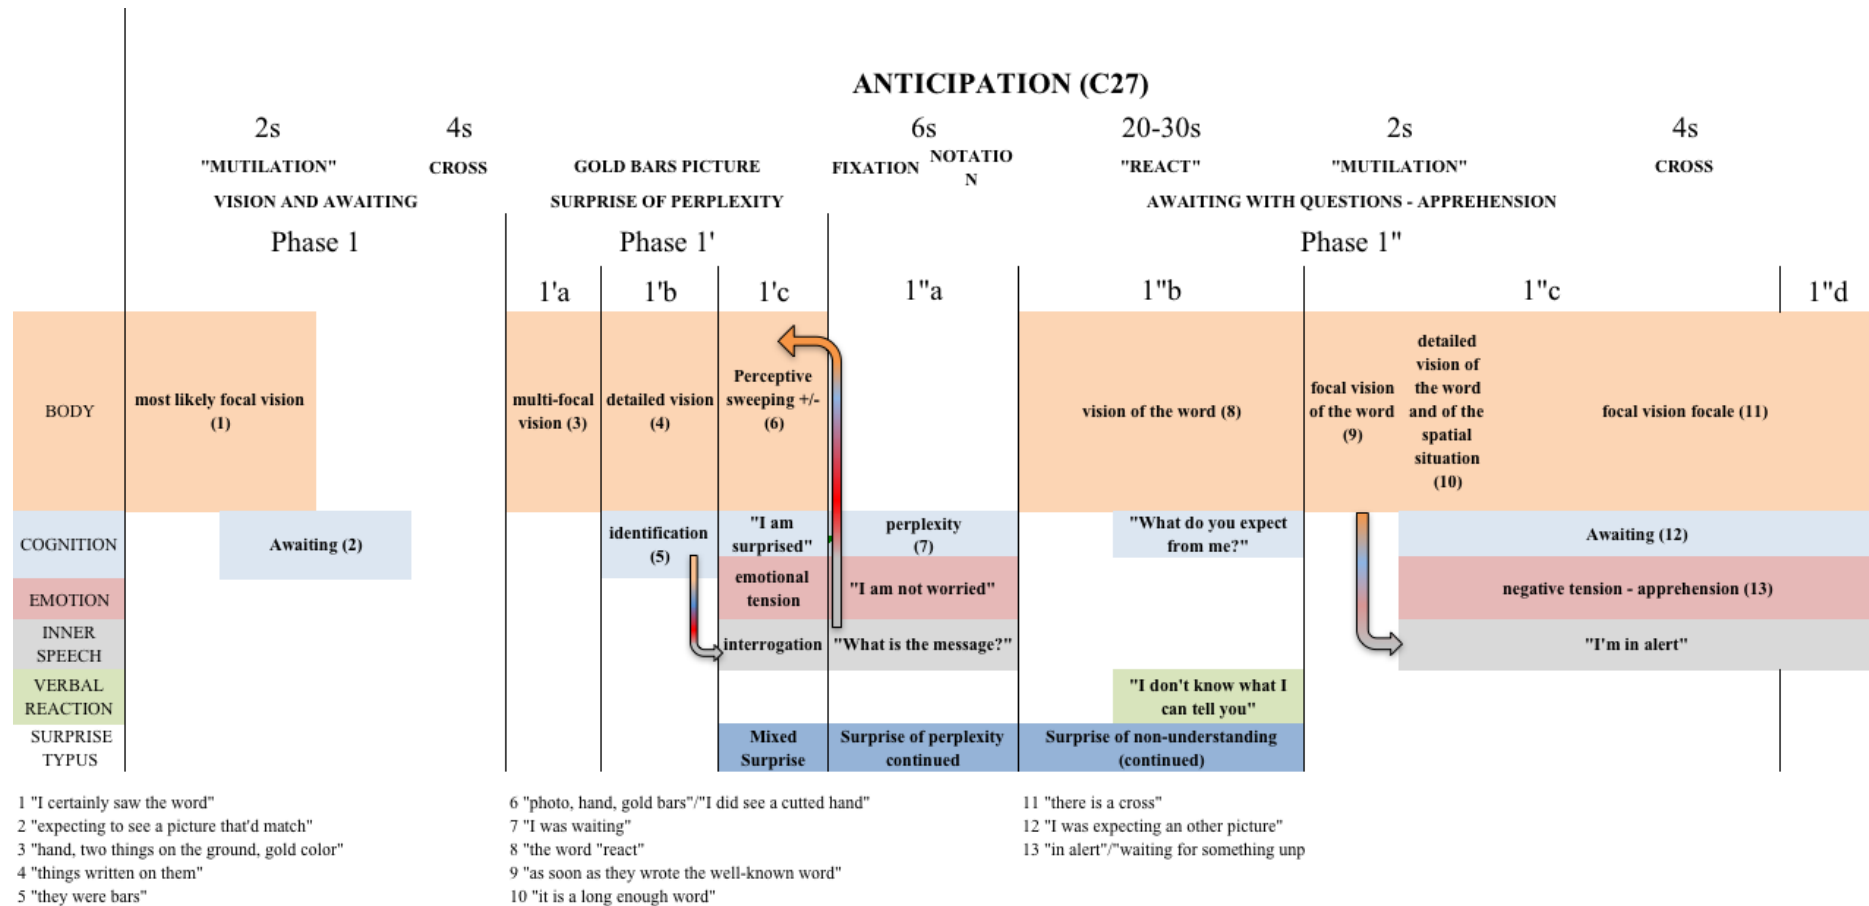 ANTICIPATION (C27)
2s 4s 6s 20-30s 2s 4s
"MUTILATION" CROSS GOLD BARS PICTURE FIXATION NOTATIO
N "REACT" "MUTILATION" CROSS
VISION AND AWAITING SURPRISE OF PERPLEXITY AWAITING WITH QUESTIONS - APPREHENSION
Phase 1 Phase 1' Phase 1"
1'a 1'b 1'c 1"a 1"b 1"c 1"d
BODY
most likely focal vision
(1)
multi-focal
vision (3)
detailed vision
(4)
Perceptive
sweeping +/-
(6)
vision of the word (8)
focal vision
of the word
(9)
detailed
vision of
the word
and of the
spatial
situation
(10)
focal vision focale (11)
COGNITION
Awaiting (2)
identification
(5)
"I am
surprised"
perplexity
(7)
"What do you expect
from me?"
Awaiting (12)
EMOTION
emotional
tension
"I am not worried"
negative tension - apprehension (13)
INNER
SPEECH
interrogation
"What is the message?"
"I'm in alert"
VERBAL
REACTION
"I don't know what I
can tell you"
SURPRISE
TYPUS
Mixed
Surprise
Surprise of perplexity
continued
Surprise of non-understanding
(continued)
1 "I certainly saw the word"
2 "expecting to see a picture that'd match"
3 "hand, two things on the ground, gold color"
4 "things written on them"
5 "they were bars"
6 "photo, hand, gold bars"/"I did see a cutted hand"
7 "I was waiting"
8 "the word "react"
9 "as soon as they wrote the well-known word"
10 "it is a long enough word"
11 "there is a cross"
12 "I was expecting an other picture"
13 "in alert"/"waiting for something unp